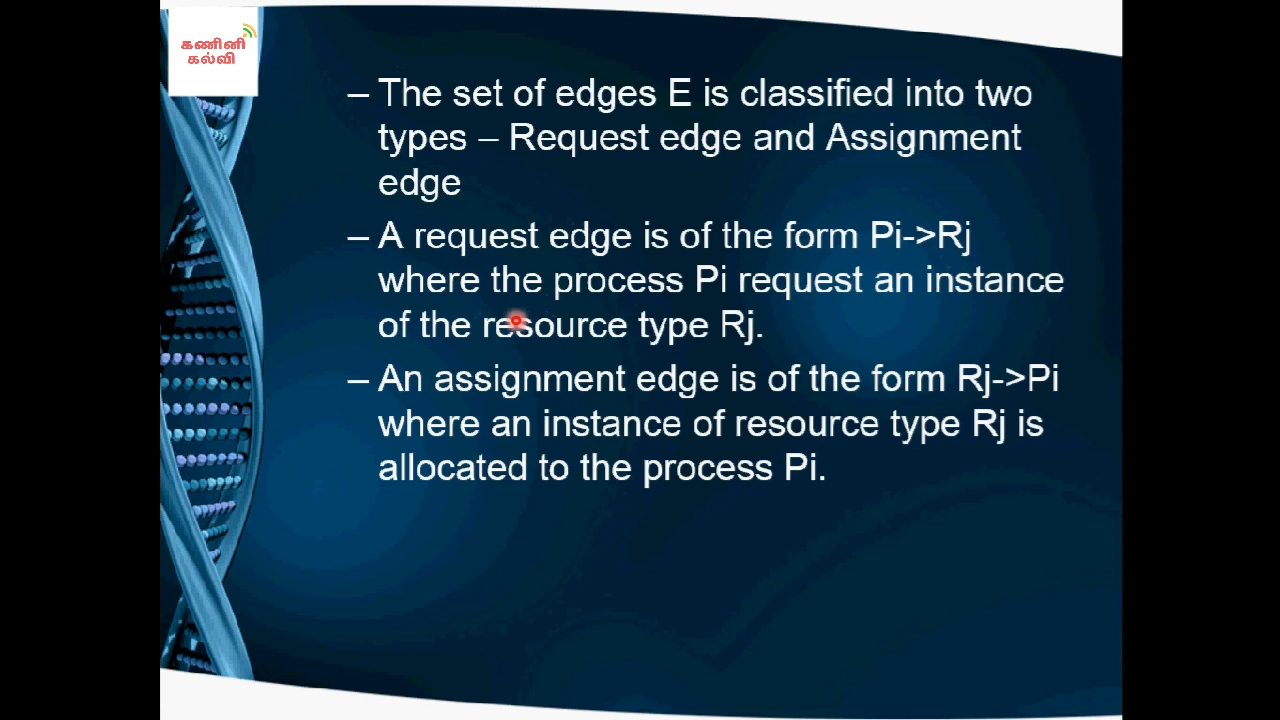 கணினி
கல்வி
– The set of edges E is classified into two
types – Request edge and Assignment
edge
– A request edge is of the form Pi->Rj
where the process Pi request an instance
of the resource type Rj.
– An assignment edge is of the form Rj->Pi
where an instance of resource type Rj is
allocated to the process Pi.